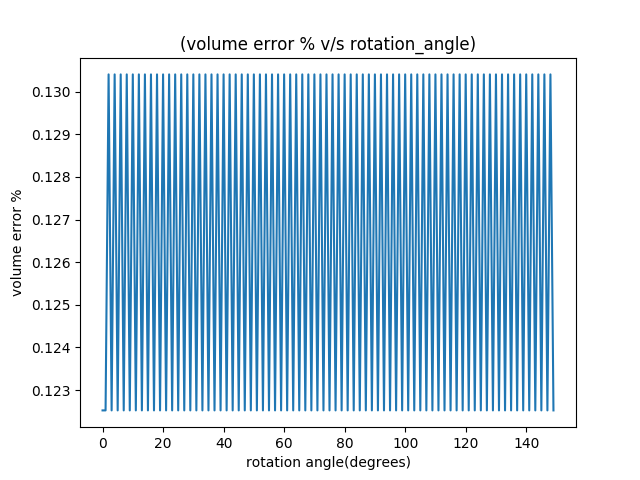 (volume error % v/s rotation_angle)
0.130
0.129
0.128
0.127
0.126
0.125
0.124
0.123
volume error %
0 20 40 60 80 100 120 140
rotation angle(degrees)